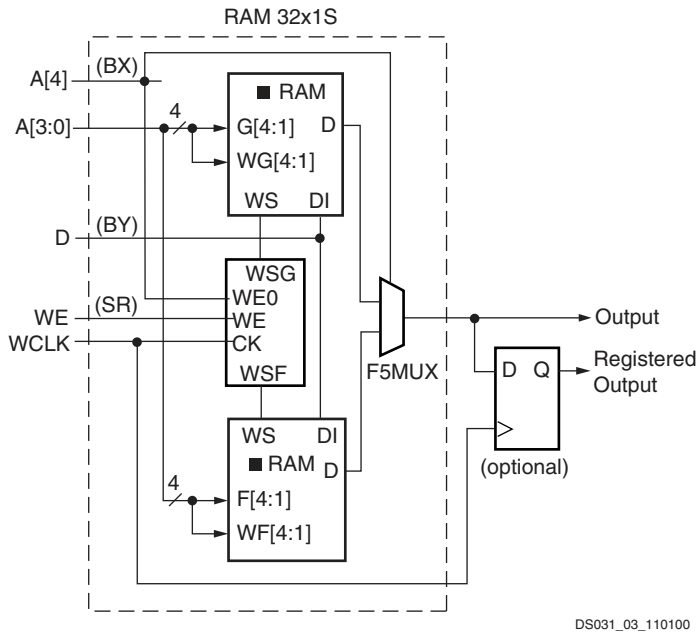 RAM 32x1S
A[4]
(BX)
A[3:0]
4
RAM
G[4:1]
D
WG[4:1]
WS
DI
D
(BY)
WSG
WE0
WE
(SR)
WE
WCLK
CK
WSF
F5MUX
Output
D
Q
Registered
Output
(optional)
WS
DI
RAM
D
4
F[4:1]
WF[4:1]
DS031_03_110100